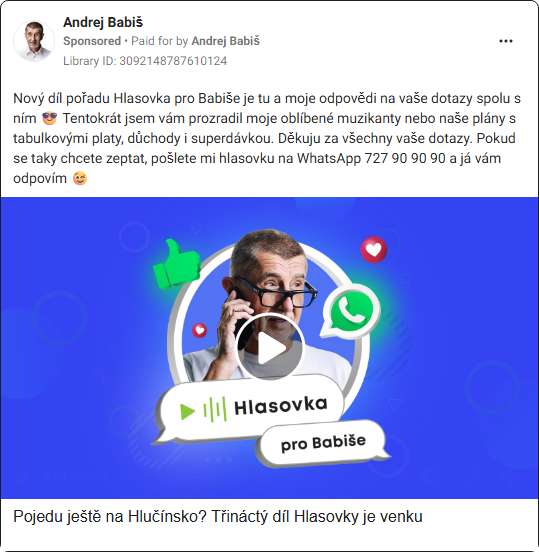 Andrej Babiš
Sponsored • Paid for by Andrej Babiš
Library ID: 3092148787610124
Nový díl pořadu Hlasovka pro Babiše je tu a moje odpovědi na vaše dotazy spolu s
ním 😎 Tentokrát jsem vám prozradil moje oblíbené muzikanty nebo naše plány s
tabulkovými platy, důchody i superdávkou. Děkuju za všechny vaše dotazy. Pokud
se taky chcete zeptat, pošlete mi hlasovku na WhatsApp 727 90 90 90 a já vám
odpovím 😉
Hlasovka
pro Babiše
Pojedu ještě na Hlučínsko? Třináctý díl Hlasovky je venku